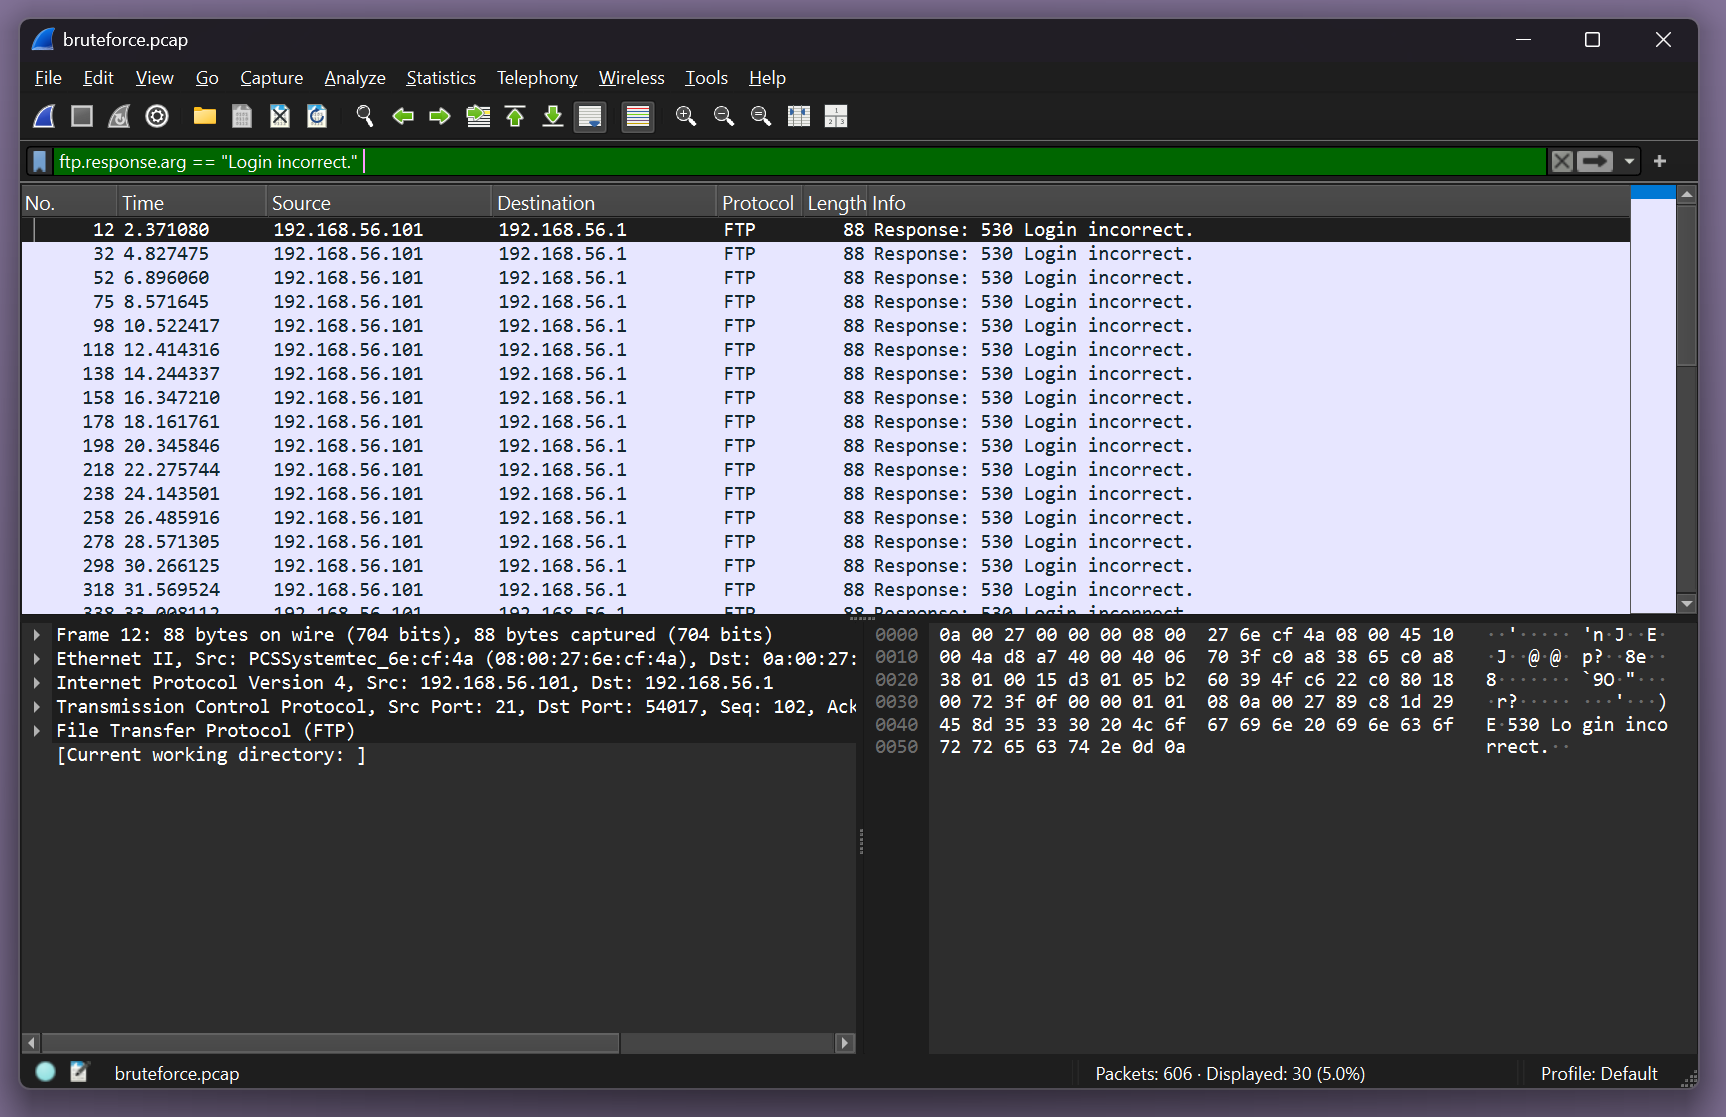 bruteforce.pcap
File Edit View Go Capture Analyze Statistics Telephony Wireless Tools Help
ftp.response.arg == "Login incorrect."
No. Time Source Destination Protocol Length Info
12 2.371080 192.168.56.101 192.168.56.1 FTP 88 Response: 530 Login incorrect.
32 4.827475 192.168.56.101 192.168.56.1 FTP 88 Response: 530 Login incorrect.
52 6.896060 192.168.56.101 192.168.56.1 FTP 88 Response: 530 Login incorrect.
75 8.571645 192.168.56.101 192.168.56.1 FTP 88 Response: 530 Login incorrect.
98 10.522417 192.168.56.101 192.168.56.1 FTP 88 Response: 530 Login incorrect.
118 12.414316 192.168.56.101 192.168.56.1 FTP 88 Response: 530 Login incorrect.
138 14.244337 192.168.56.101 192.168.56.1 FTP 88 Response: 530 Login incorrect.
158 16.347210 192.168.56.101 192.168.56.1 FTP 88 Response: 530 Login incorrect.
178 18.161761 192.168.56.101 192.168.56.1 FTP 88 Response: 530 Login incorrect.
198 20.345846 192.168.56.101 192.168.56.1 FTP 88 Response: 530 Login incorrect.
218 22.275744 192.168.56.101 192.168.56.1 FTP 88 Response: 530 Login incorrect.
238 24.143501 192.168.56.101 192.168.56.1 FTP 88 Response: 530 Login incorrect.
258 26.485916 192.168.56.101 192.168.56.1 FTP 88 Response: 530 Login incorrect.
278 28.571305 192.168.56.101 192.168.56.1 FTP 88 Response: 530 Login incorrect.
298 30.266125 192.168.56.101 192.168.56.1 FTP 88 Response: 530 Login incorrect.
318 31.569524 192.168.56.101 192.168.56.1 FTP 88 Response: 530 Login incorrect.
338 33.008112 192.168.56.101 192.168.56.1 FTP 88 Response: 530 Login incorrect.
Frame 12: 88 bytes on wire (704 bits), 88 bytes captured (704 bits)
Ethernet II, Src: PCSSystemtec_6e:cf:4a (08:00:27:6e:cf:4a), Dst: 0a:00:27:
Internet Protocol Version 4, Src: 192.168.56.101, Dst: 192.168.56.1
Transmission Control Protocol, Src Port: 21, Dst Port: 54017, Seq: 102, Ack
File Transfer Protocol (FTP)
[Current working directory: ]
0000 0a 00 27 00 00 00 08 00 27 6e cf 4a 08 00 45 10 ··'····· 'n·J··E·
0010 00 4a d8 a7 40 00 40 06 70 3f c0 a8 38 65 c0 a8 ·J··@·@· p?··8e··
0020 38 01 00 15 d3 01 05 b2 60 39 4f c6 22 c0 80 18 8······· `9O·"···
0030 00 72 3f 0f 00 00 01 01 08 0a 00 27 89 c8 1d 29 ·r?····· ···'···)
0040 45 8d 35 33 30 20 4c 6f 67 69 6e 20 69 6e 63 6f E·530 Lo gin inco
0050 72 72 65 63 74 2e 0d 0a rrect.··
bruteforce.pcap
Packets: 606 · Displayed: 30 (5.0%)
Profile: Default